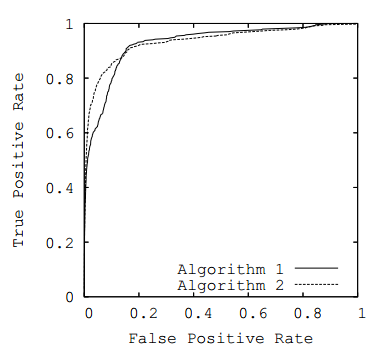 1
0.8
0.6
0.4
0.2
0
True Positive Rate
Algorithm 1
Algorithm 2
0 0.2 0.4 0.6 0.8 1
False Positive Rate